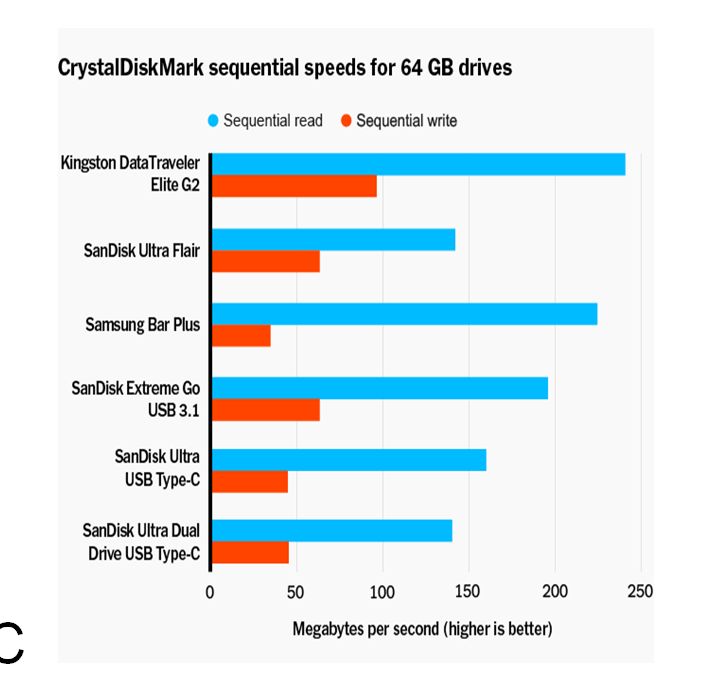 CrystalDiskMark sequential speeds for 64 GB drives
Sequential read
Sequential write
Kingston DataTraveler
Elite G2
SanDisk Ultra Flair
Samsung Bar Plus
SanDisk Extreme Go
USB 3.1
SanDisk Ultra
USB Type-C
SanDisk Ultra Dual
Drive USB Type-C
0 50 100 150 200 250
Megabytes per second (higher is better)
C